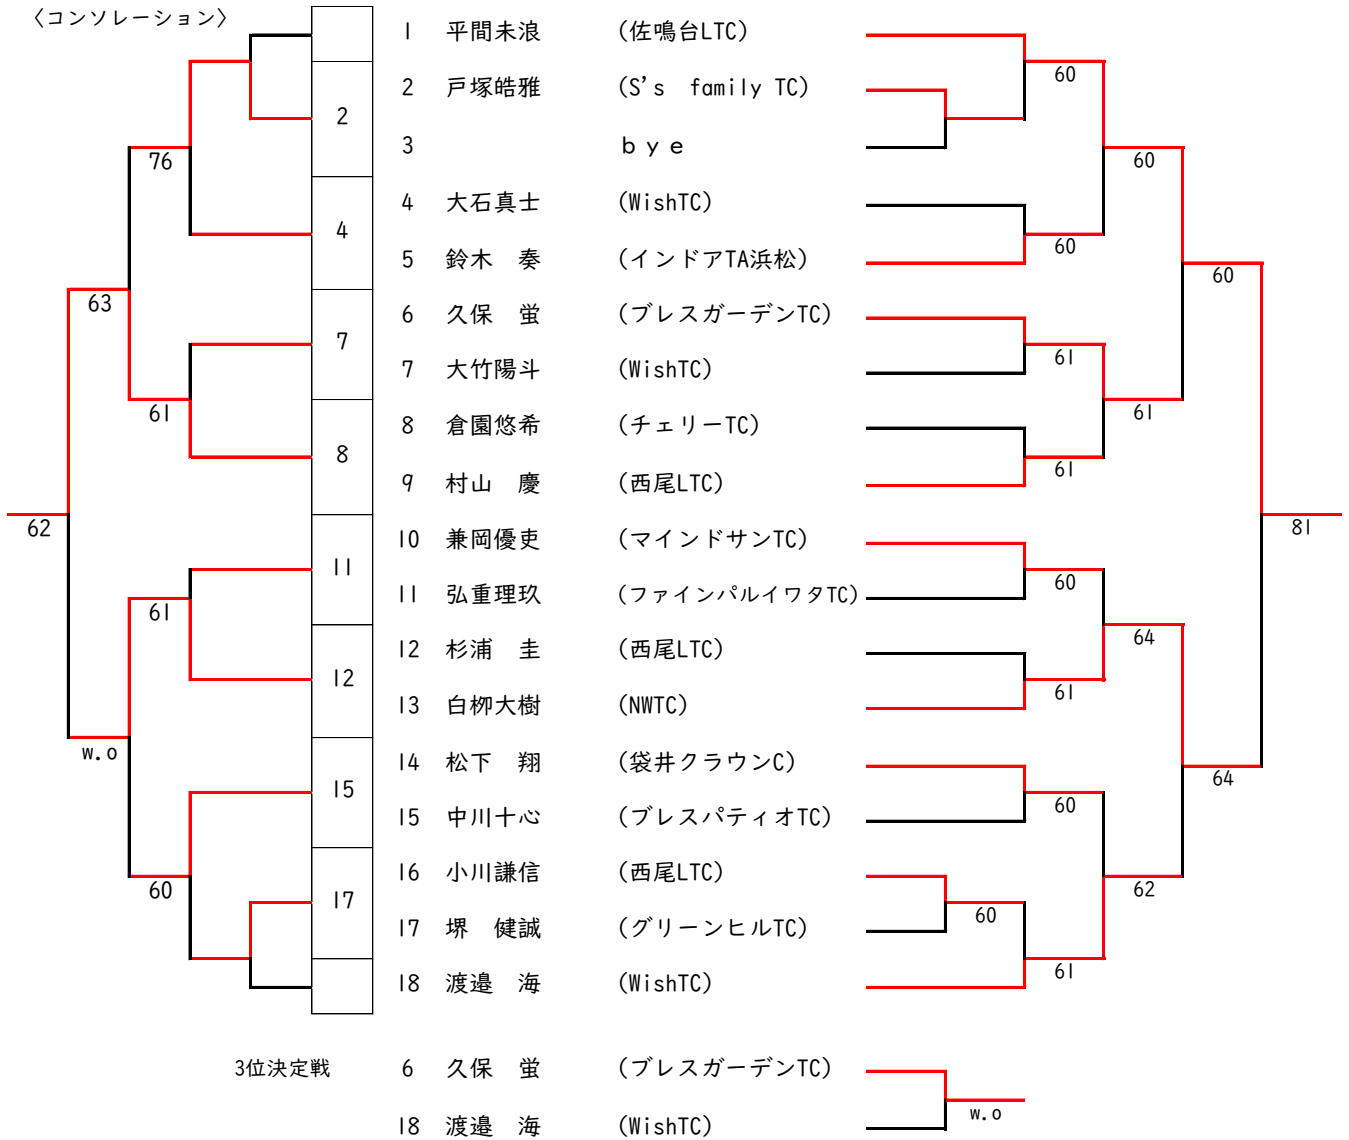 〈コンソレーション〉
1 平間未浪 (佐鳴台LTC)
60
2 戸塚皓雅 (S's family TC)
2
3 bye
76 60
4 大石真士 (WishTC)
4
60
5 鈴木 奏 (インドアTA浜松)
63 60
6 久保 蛍 (ブレスガーデンTC)
7
61
7 大竹陽斗 (WishTC)
61 61
8 倉園悠希 (チェリーTC)
8
61
9 村山 慶 (西尾LTC)
62 81
10 兼岡優吏 (マインドサンTC)
11
60
11 弘重理玖 (ファインパルイワタTC)
61 64
12 杉浦 圭 (西尾LTC)
12
61
13 白栁大樹 (NWTC)
w.o
14 松下 翔 (袋井クラウンC)
64
15
60
15 中川十心 (ブレスパティオTC)
16 小川謙信 (西尾LTC)
60 62
17
60
17 堺 健誠 (グリーンヒルTC)
61
18 渡邉 海 (WishTC)
3位決定戦 6 久保 蛍 (ブレスガーデンTC)
w.o
18 渡邉 海 (WishTC)